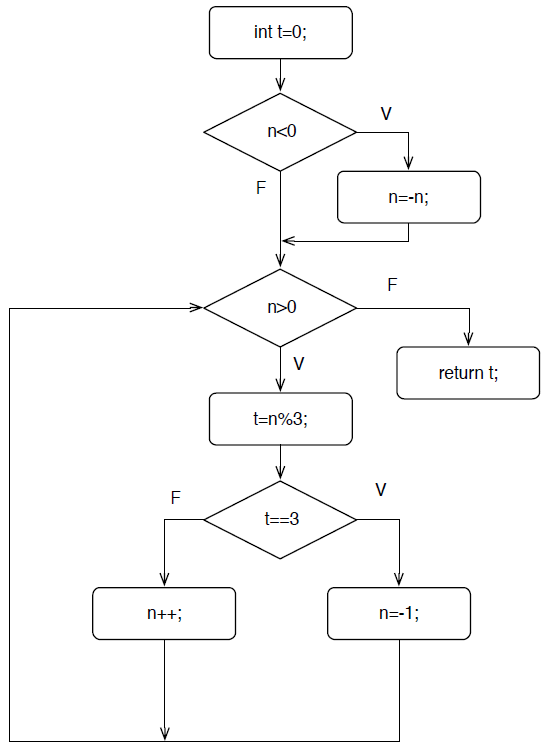 int t=0;
n<0
V
F
n=-n;
n>0
F
V
return t;
t=n%3;
F
V
t==3
n++;
n=-1;